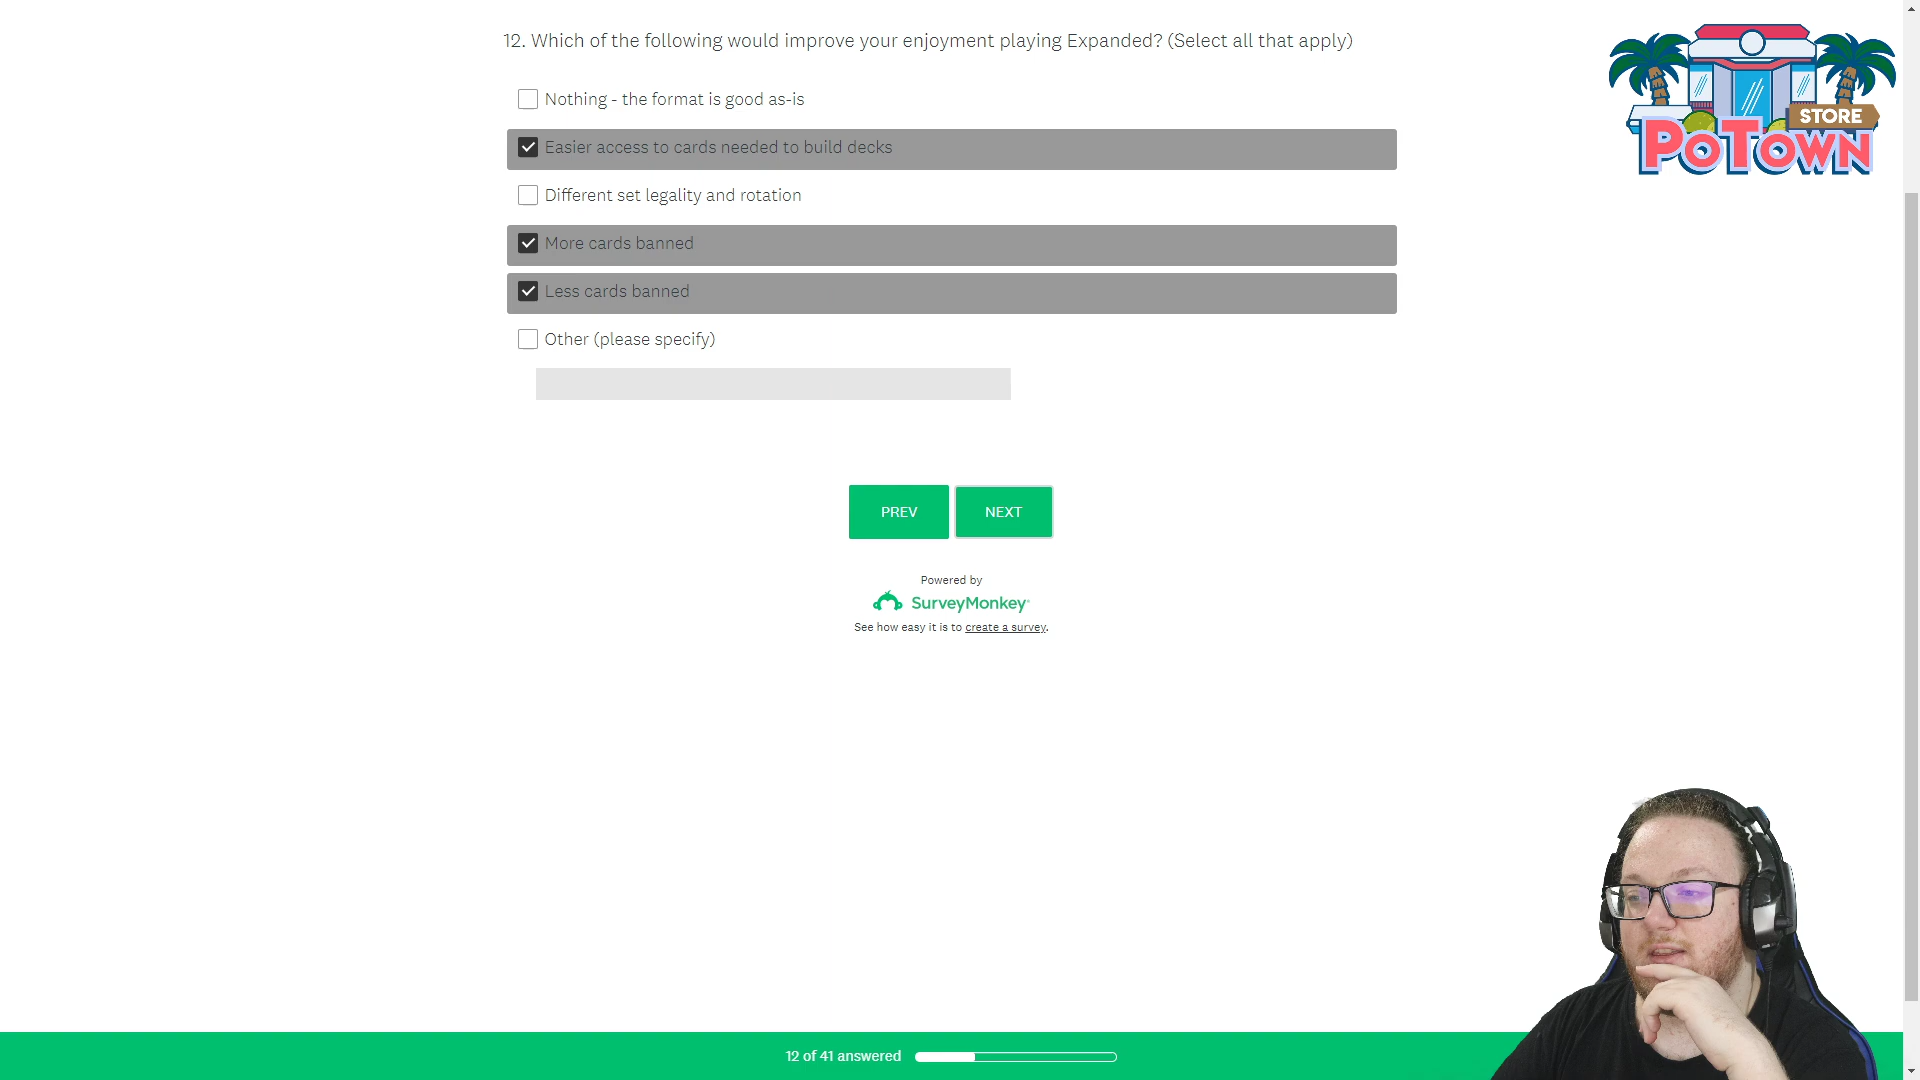 12. Which of the following would improve your enjoyment playing Expanded? (Select all that apply)
Nothing - the format is good as-is
Easier access to cards needed to build decks
Different set legality and rotation
More cards banned
Less cards banned
Other (please specify)
PREV
NEXT
Powered by
SurveyMonkey
See how easy it is to create a survey.
12 of 41 answered
STORE
POTOWN